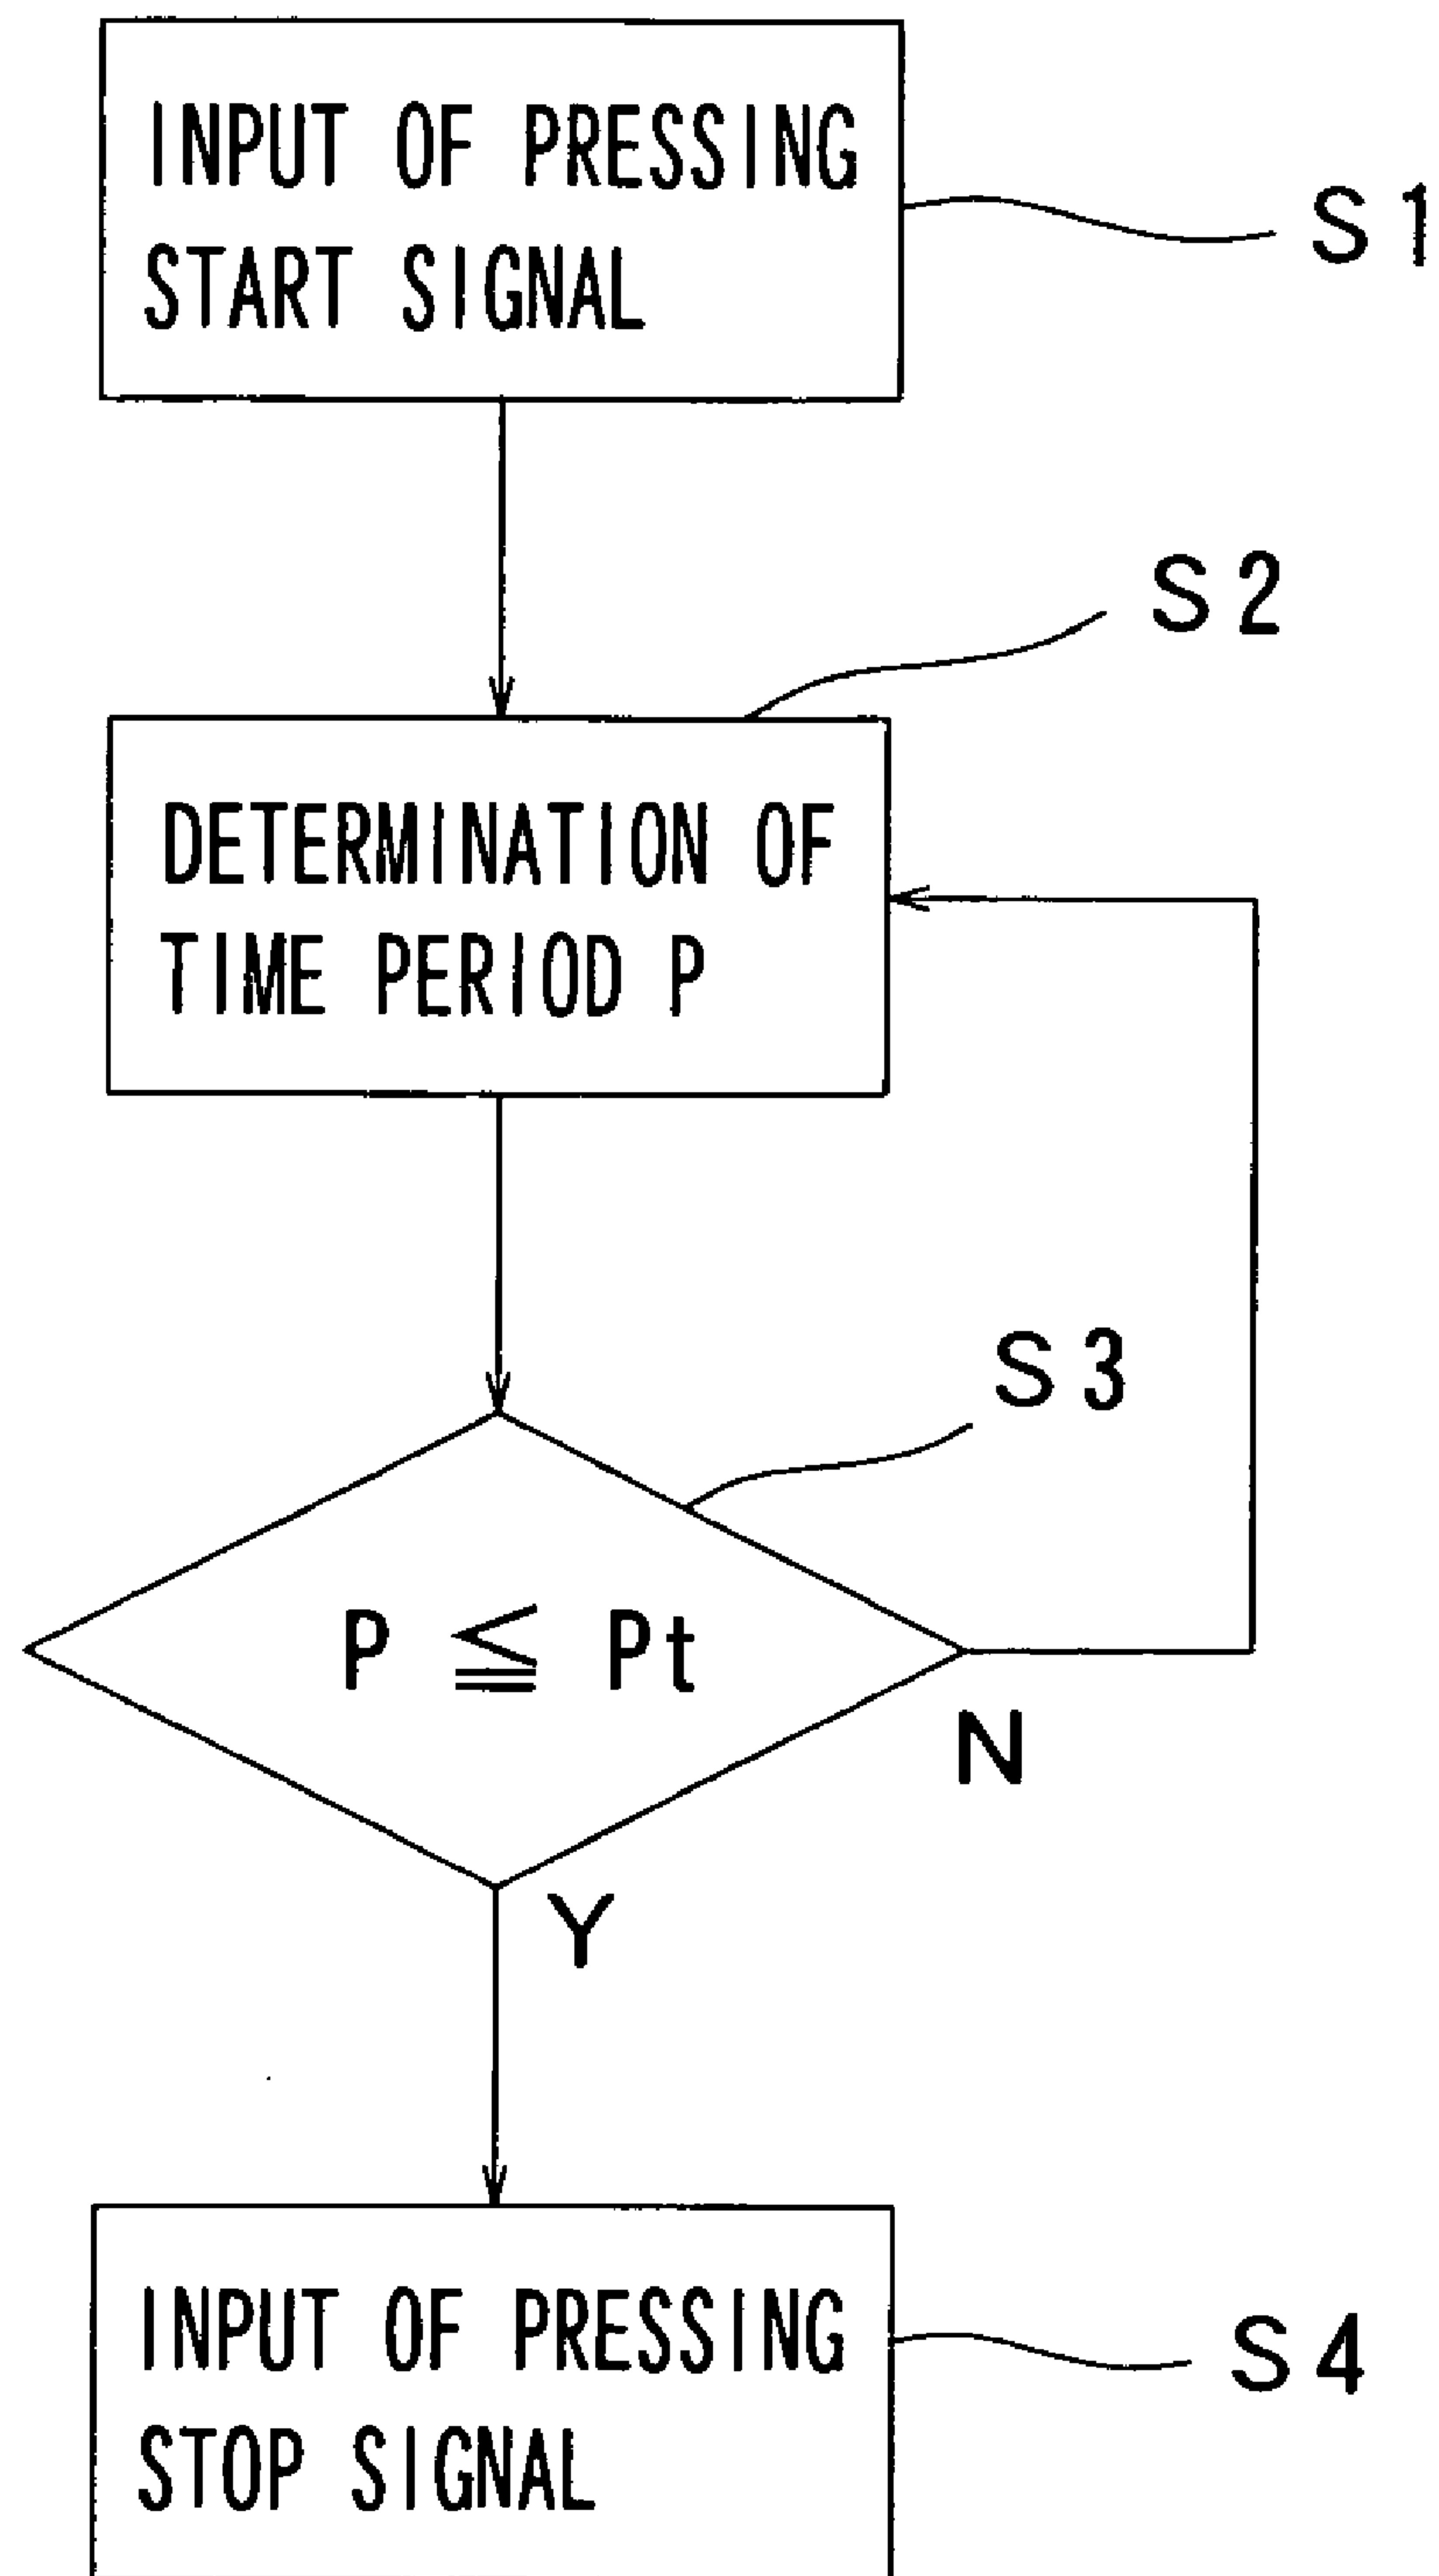 INPUT OF PRESSING
START SIGNAL
S1
S2
DETERMINATION OF
TIME PERIOD P
S3
P ≦ Pt
N
Y
INPUT OF PRESSING
STOP SIGNAL
S4